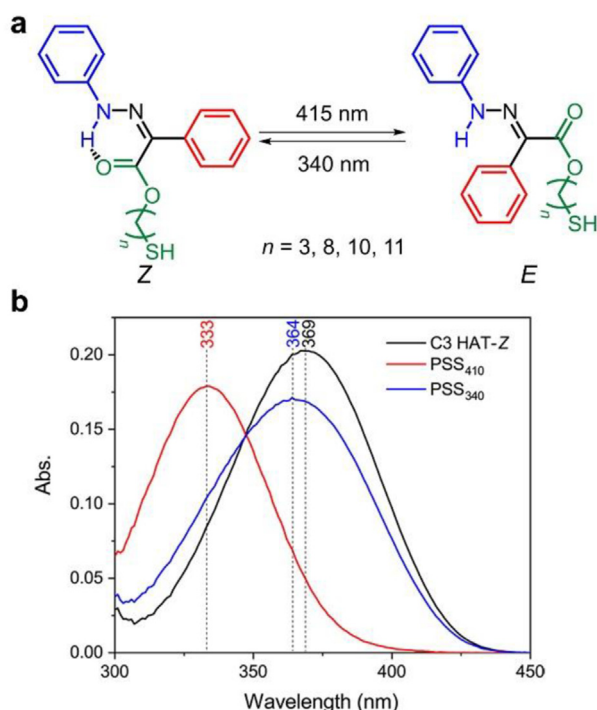 a
N
N
H
O
O
n
SH
Z
415 nm
340 nm
n = 3, 8, 10, 11
N
N
H
O
O
n
SH
E
b
333
364
369
C3 HAT-Z
PSS410
PSS340
Abs.
0.20
0.15
0.10
0.05
0.00
300
350
400
450
Wavelength (nm)